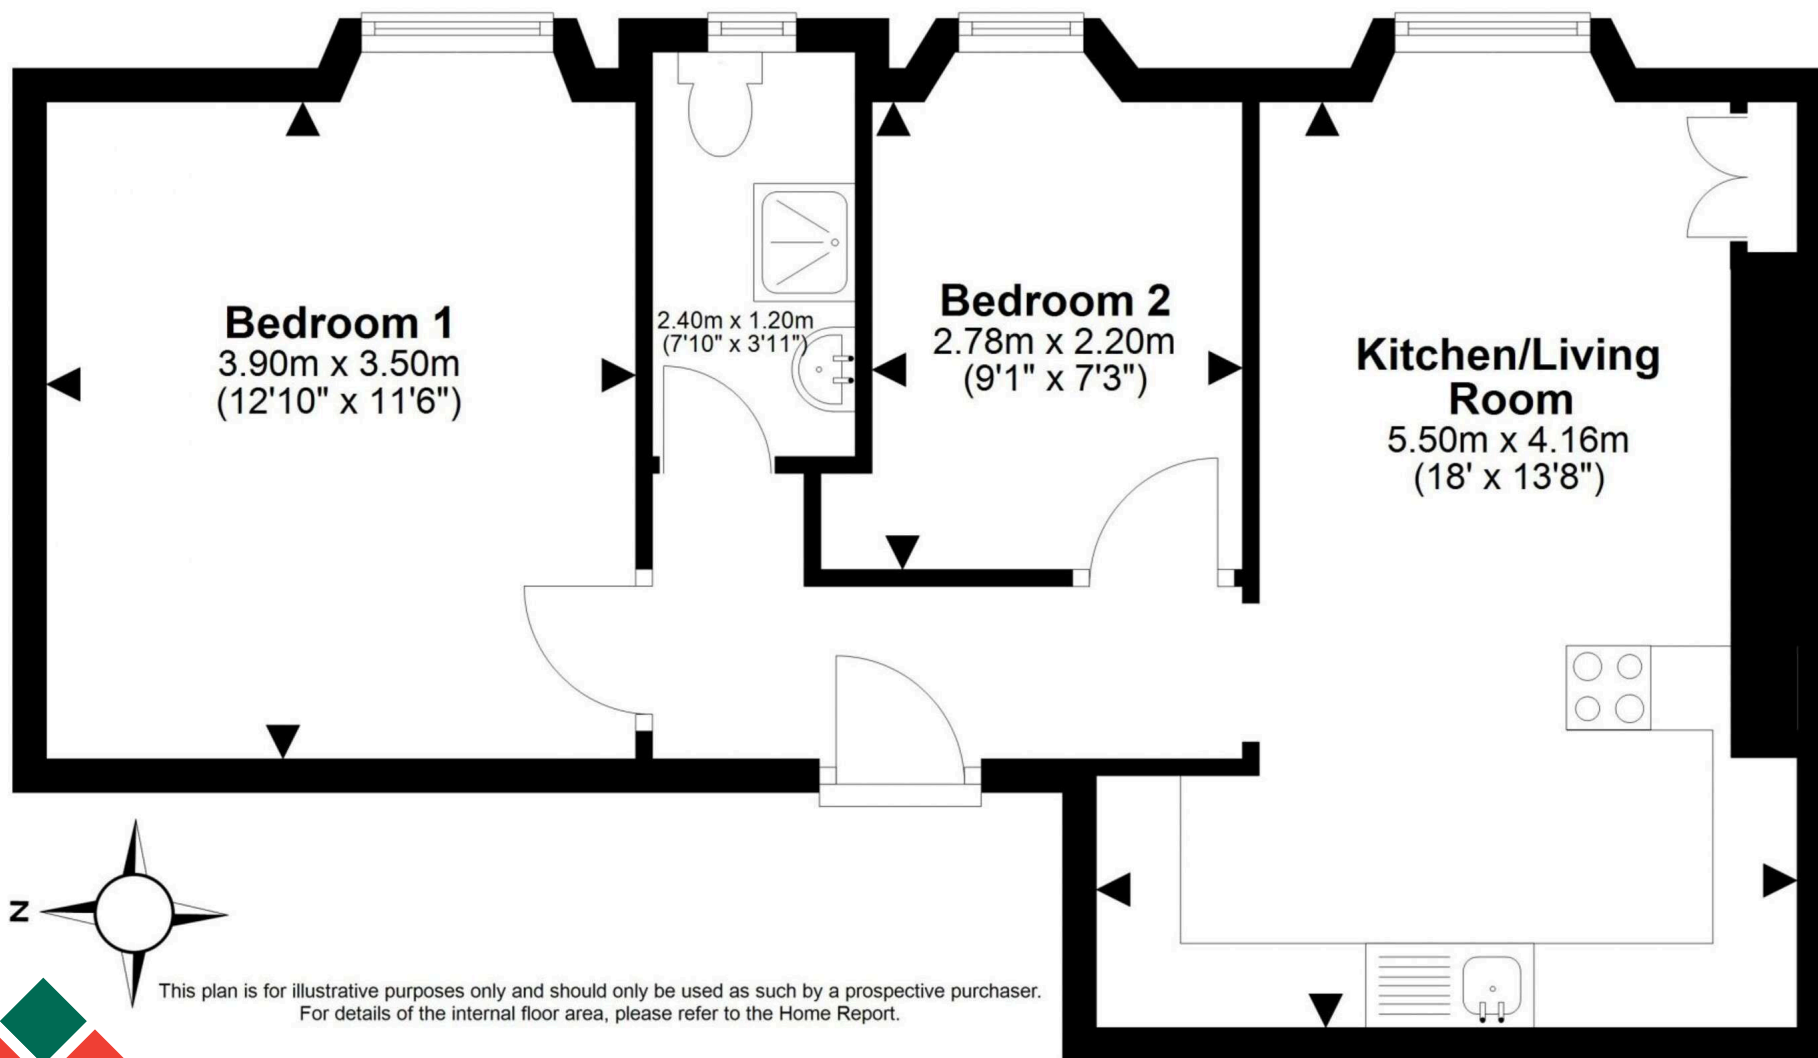 Bedroom 1
3.90m x 3.50m
(12'10" x 11'6")
2.40m x 1.20m
(7'10" x 3'11")
Bedroom 2
2.78m x 2.20m
(9'1" x 7'3")
Kitchen/Living
Room
5.50m x 4.16m
(18' x 13'8")
N
This plan is for illustrative purposes only and should only be used as such by a prospective purchaser.
For details of the internal floor area, please refer to the Home Report.